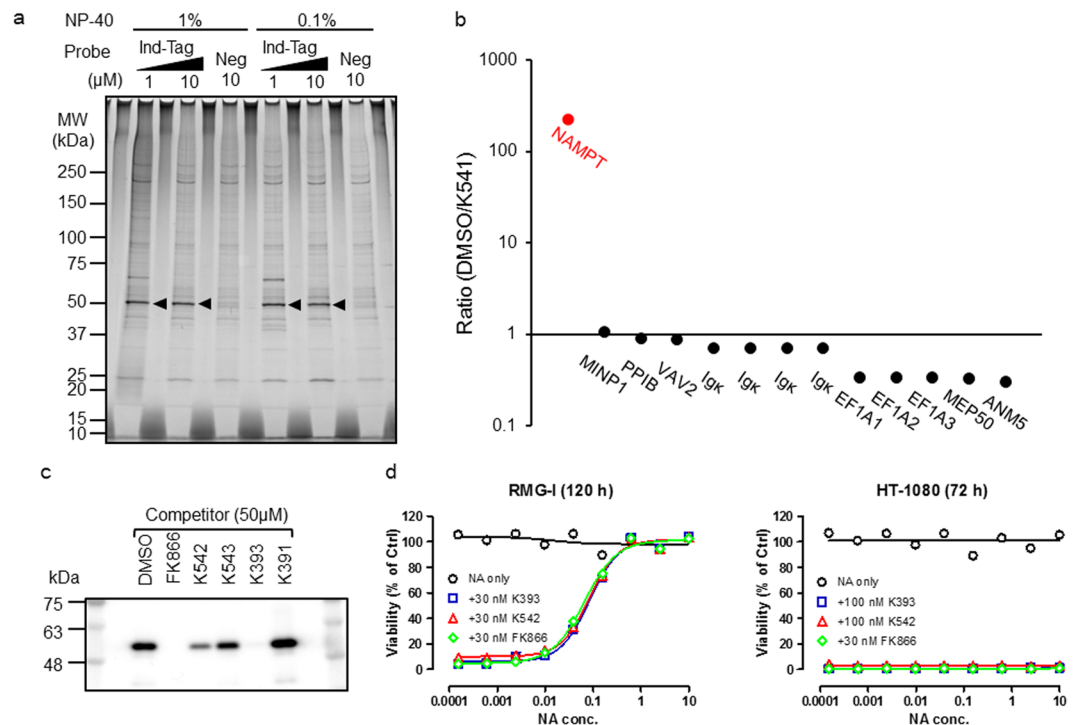 a
NP-40 1% 0.1%
Probe Ind-Tag Neg Ind-Tag Neg
(μM) 1 10 10 1 10 10
MW
(kDa)
250
150
100
75
50
37
25
20
15
10
b
Ratio (DMSO/K541)
1000
100
10
1
0.1
NAMPT
MINP1
PPIB
VAV2
Igκ
Igκ
Igκ
Igκ
EF1A1
EF1A2
EF1A3
MEP50
ANM5
c
Competitor (50μM)
DMSO
FK866
K542
K543
K393
K391
kDa
75
63
48
d
RMG-I (120 h)
Viability (% of Ctrl)
120
100
80
60
40
20
0
NA only
+30 nM K393
+30 nM K542
+30 nM FK866
0.0001 0.001 0.01 0.1 1 10
NA conc.
HT-1080 (72 h)
Viability (% of Ctrl)
120
100
80
60
40
20
0
NA only
+100 nM K393
+100 nM K542
+30 nM FK866
0.0001 0.001 0.01 0.1 1 10
NA conc.